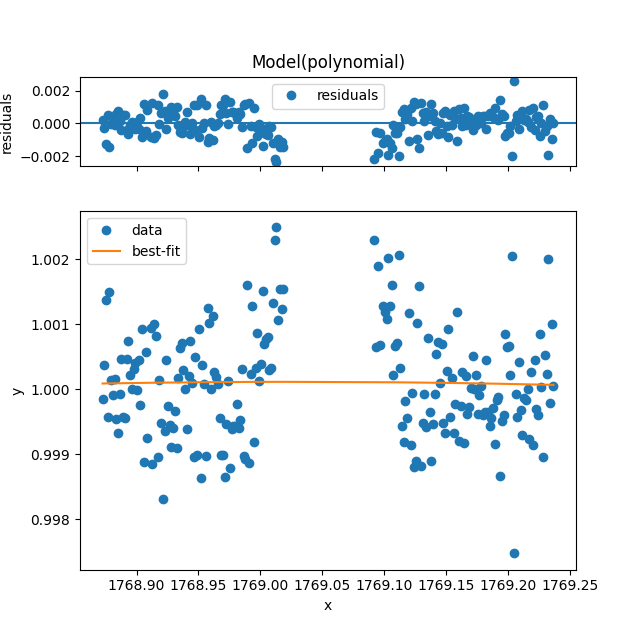 Model(polynomial)
residuals
0.002
0.000
−0.002
residuals
data
best-fit
1.002
1.001
1.000
0.999
0.998
y
1768.90 1768.95 1769.00 1769.05 1769.10 1769.15 1769.20 1769.25
x